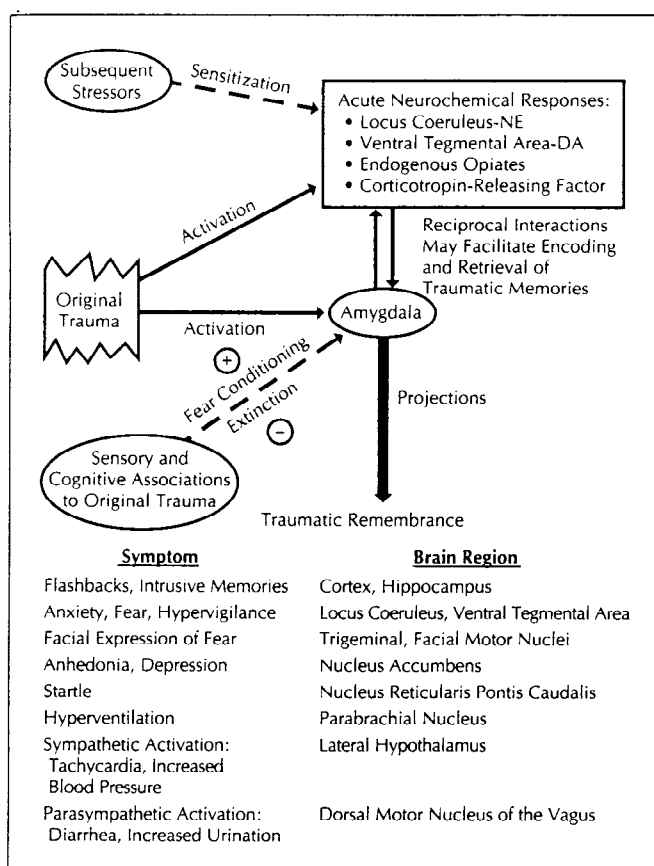 Subsequent
Stressors
Sensitization
Acute Neurochemical Responses:
• Locus Coeruleus-NE
• Ventral Tegmental Area-DA
• Endogenous Opiates
• Corticotropin-Releasing Factor
Activation
Reciprocal Interactions
May Facilitate Encoding
and Retrieval of
Traumatic Memories
Original
Trauma
Activation
Amygdala
+
Fear Conditioning
Extinction
−
Projections
Sensory and
Cognitive Associations
to Original Trauma
Traumatic Remembrance
Symptom Brain Region
Flashbacks, Intrusive Memories Cortex, Hippocampus
Anxiety, Fear, Hypervigilance Locus Coeruleus, Ventral Tegmental Area
Facial Expression of Fear Trigeminal, Facial Motor Nuclei
Anhedonia, Depression Nucleus Accumbens
Startle Nucleus Reticularis Pontis Caudalis
Hyperventilation Parabrachial Nucleus
Sympathetic Activation: Lateral Hypothalamus
Tachycardia, Increased
Blood Pressure
Parasympathetic Activation: Dorsal Motor Nucleus of the Vagus
Diarrhea, Increased Urination